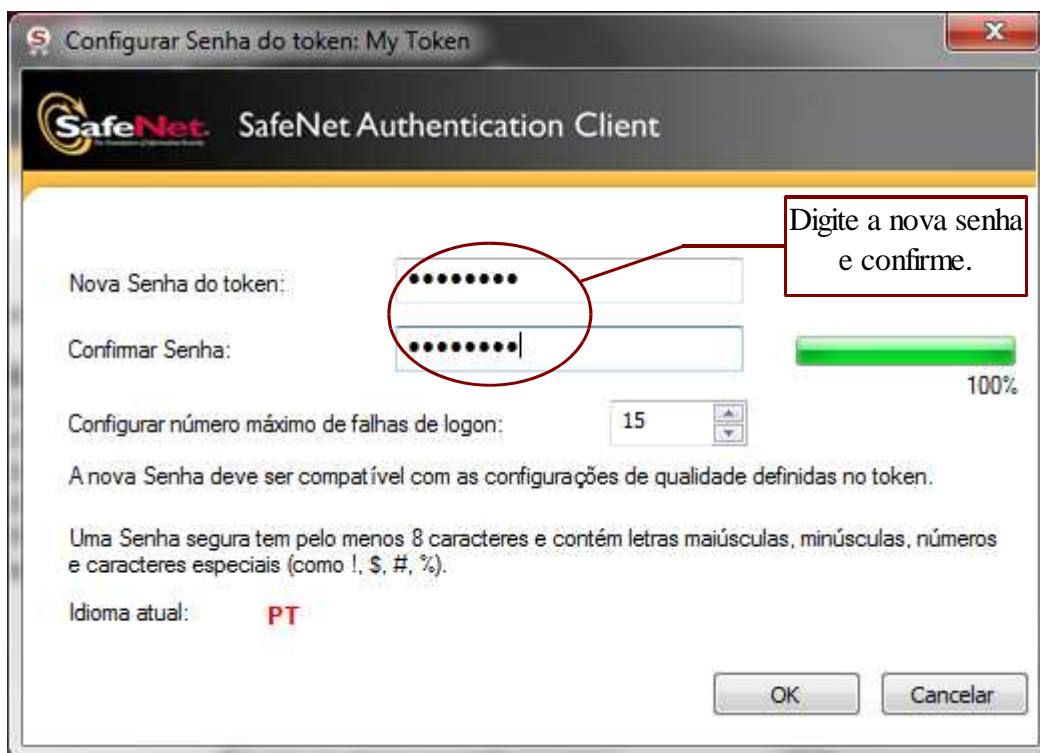 Configurar Senha do token: My Token
SafeNet. SafeNet Authentication Client
Digite a nova senha
e confirme.
Nova Senha do token:
Confirmar Senha:
100%
Configurar número máximo de falhas de logon: 15
A nova Senha deve ser compatível com as configurações de qualidade definidas no token.
Uma Senha segura tem pelo menos 8 caracteres e contém letras maiúsculas, minúsculas, números
e caracteres especiais (como !, $, #, %).
Idioma atual: PT
OK Cancelar